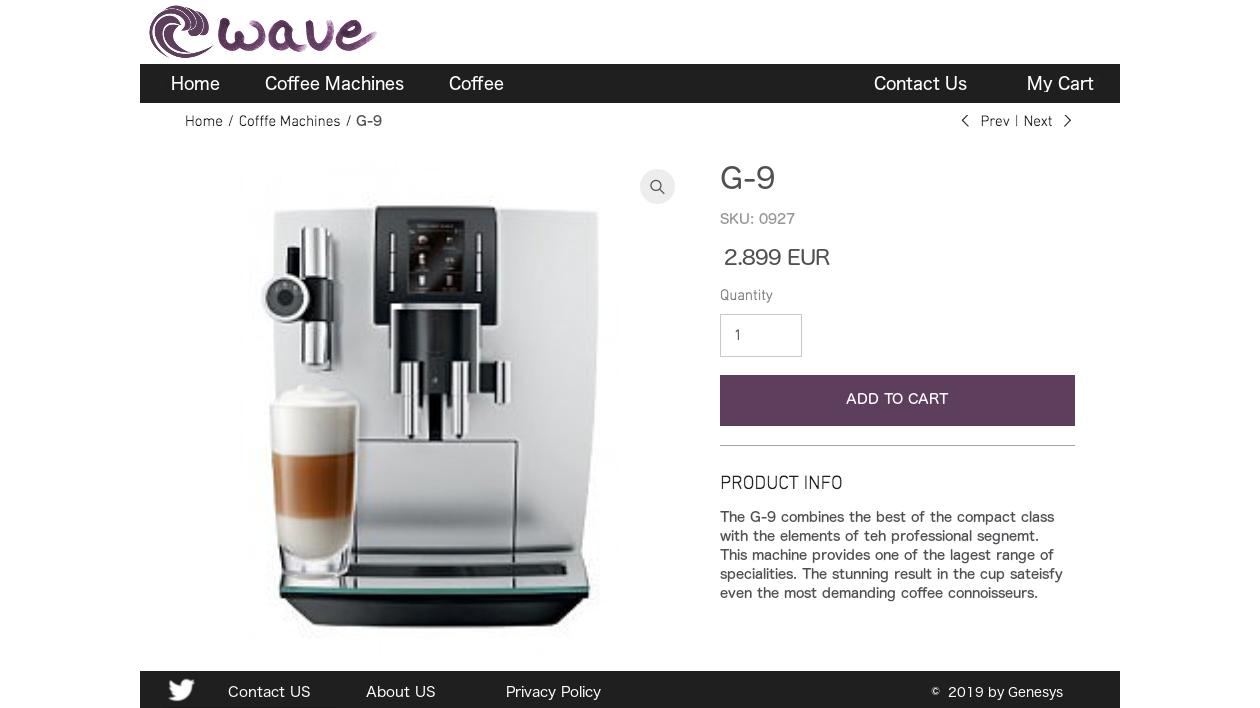 wave
Home Coffee Machines Coffee Contact Us My Cart
Home / Cofffe Machines / G-9 Prev | Next
G-9
SKU: 0927
2.899 EUR
Quantity
1
ADD TO CART
PRODUCT INFO
The G-9 combines the best of the compact class
with the elements of teh professional segnemt.
This machine provides one of the lagest range of
specialities. The stunning result in the cup sateisfy
even the most demanding coffee connoisseurs.
Contact US About US Privacy Policy © 2019 by Genesys